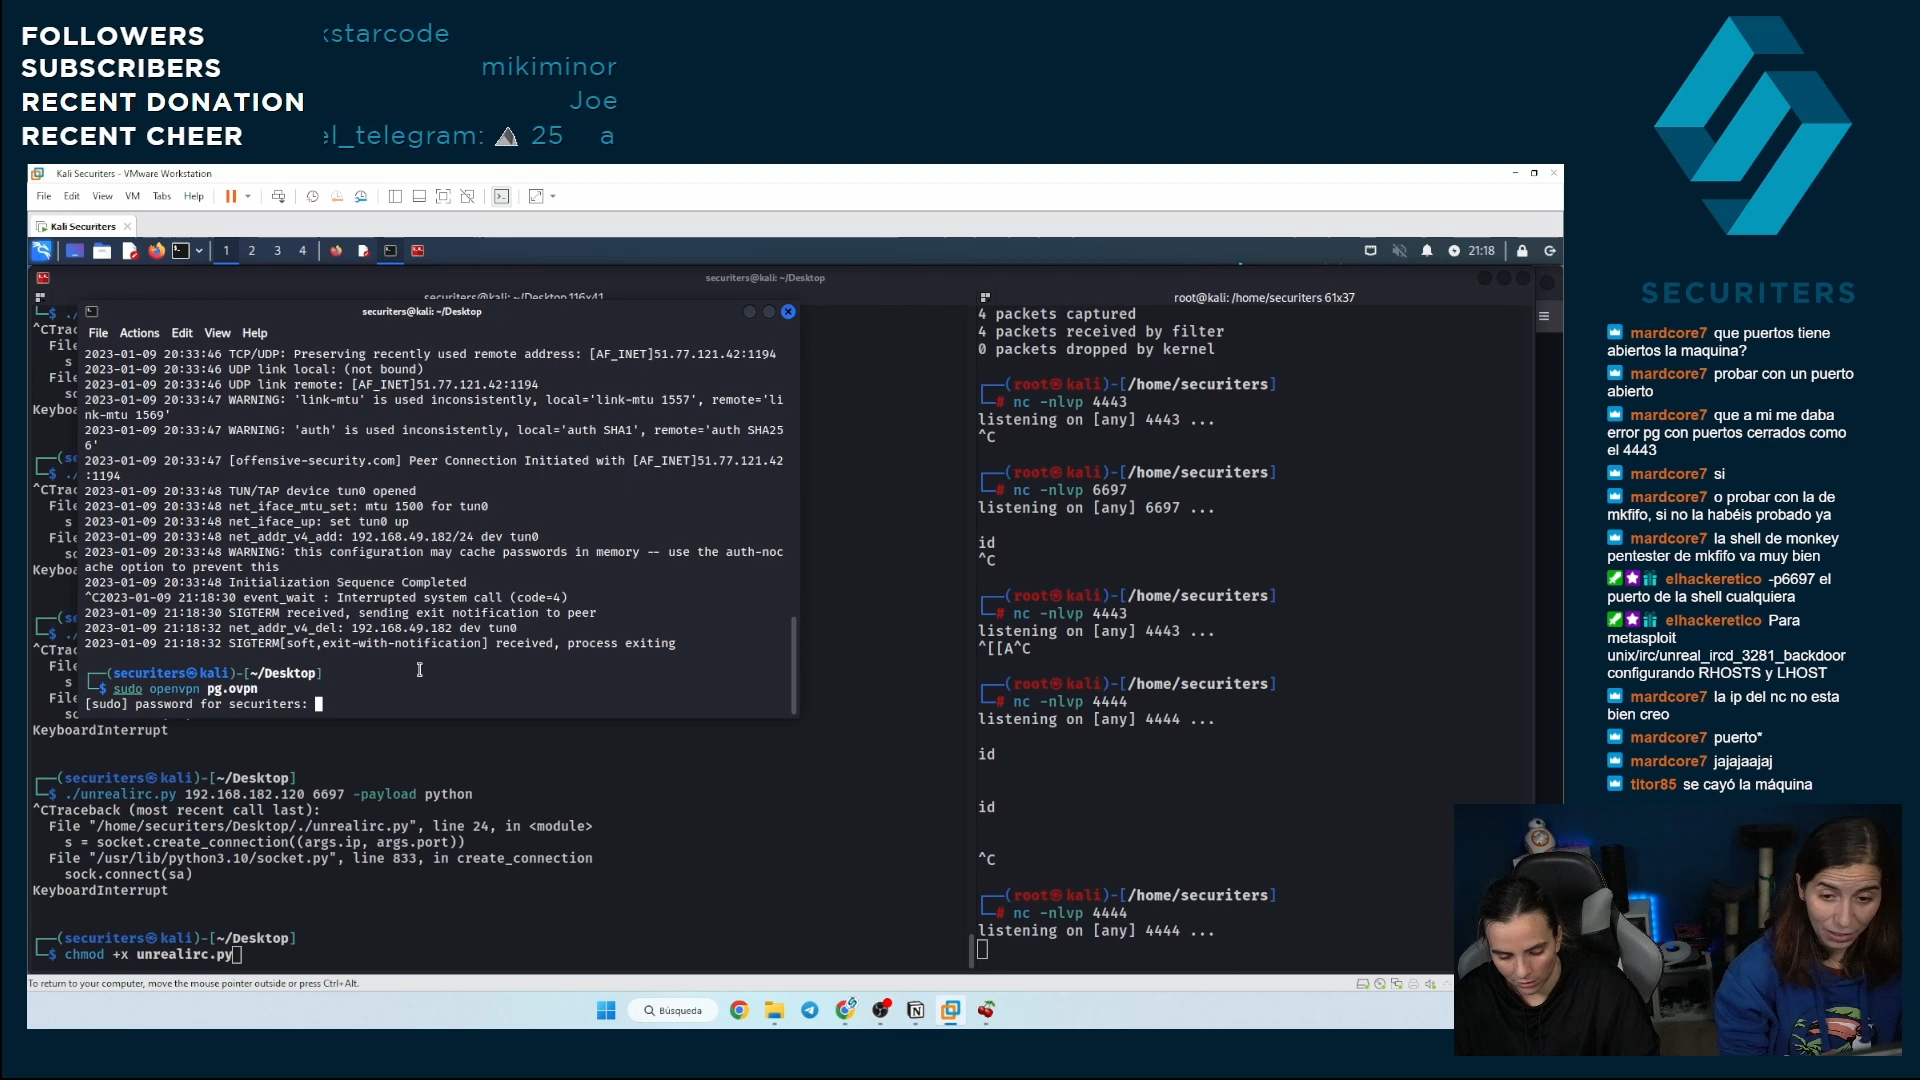 FOLLOWERS
SUBSCRIBERS
RECENT DONATION
RECENT CHEER
kstarcode
mikiminor
Joe
el_telegram: 25 a
Kali Securiters - VMware Workstation
File Edit View VM Tabs Help
Kali Securiters
1 2 3 4
21:18
securiters@kali: ~/Desktop
securiters@kali: ~/Desktop 116x41
securiters@kali: ~/Desktop
File Actions Edit View Help
2023-01-09 20:33:46 TCP/UDP: Preserving recently used remote address: [AF_INET]51.77.121.42:1194
2023-01-09 20:33:46 UDP link local: (not bound)
2023-01-09 20:33:46 UDP link remote: [AF_INET]51.77.121.42:1194
2023-01-09 20:33:47 WARNING: 'link-mtu' is used inconsistently, local='link-mtu 1557', remote='li
nk-mtu 1569'
2023-01-09 20:33:47 WARNING: 'auth' is used inconsistently, local='auth SHA1', remote='auth SHA25
6'
2023-01-09 20:33:47 [offensive-security.com] Peer Connection Initiated with [AF_INET]51.77.121.42
:1194
2023-01-09 20:33:48 TUN/TAP device tun0 opened
2023-01-09 20:33:48 net_iface_mtu_set: mtu 1500 for tun0
2023-01-09 20:33:48 net_iface_up: set tun0 up
2023-01-09 20:33:48 net_addr_v4_add: 192.168.49.182/24 dev tun0
2023-01-09 20:33:48 WARNING: this configuration may cache passwords in memory -- use the auth-noc
ache option to prevent this
2023-01-09 20:33:48 Initialization Sequence Completed
^C2023-01-09 21:18:30 event_wait : Interrupted system call (code=4)
2023-01-09 21:18:30 SIGTERM received, sending exit notification to peer
2023-01-09 21:18:32 net_addr_v4_del: 192.168.49.182 dev tun0
2023-01-09 21:18:32 SIGTERM[soft,exit-with-notification] received, process exiting
(securiters㉿kali)-[~/Desktop]
$ sudo openvpn pg.ovpn
[sudo] password for securiters:
KeyboardInterrupt
(securiters㉿kali)-[~/Desktop]
$ ./unrealirc.py 192.168.182.120 6697 -payload python
^CTraceback (most recent call last):
File "/home/securiters/Desktop/./unrealirc.py", line 24, in <module>
s = socket.create_connection((args.ip, args.port))
File "/usr/lib/python3.10/socket.py", line 833, in create_connection
sock.connect(sa)
KeyboardInterrupt
(securiters㉿kali)-[~/Desktop]
$ chmod +x unrealirc.py
root@kali: /home/securiters 61x37
4 packets captured
4 packets received by filter
0 packets dropped by kernel
(root㉿kali)-[/home/securiters]
# nc -nlvp 4443
listening on [any] 4443 ...
^C
(root㉿kali)-[/home/securiters]
# nc -nlvp 6697
listening on [any] 6697 ...
id
^C
(root㉿kali)-[/home/securiters]
# nc -nlvp 4443
listening on [any] 4443 ...
^[[A^C
(root㉿kali)-[/home/securiters]
# nc -nlvp 4444
listening on [any] 4444 ...
id
id
^C
(root㉿kali)-[/home/securiters]
# nc -nlvp 4444
listening on [any] 4444 ...
To return to your computer, move the mouse pointer outside or press Ctrl+Alt.
Búsqueda
SECURITERS
mardcore7 que puertos tiene
abiertos la maquina?
mardcore7 probar con un puerto
abierto
mardcore7 que a mi me daba
error pg con puertos cerrados como
el 4443
mardcore7 si
mardcore7 o probar con la de
mkfifo, si no la habéis probado ya
mardcore7 la shell de monkey
pentester de mkfifo va muy bien
elhackeretico -p6697 el
puerto de la shell cualquiera
elhackeretico Para
metasploit
unix/irc/unreal_ircd_3281_backdoor
configurando RHOSTS y LHOST
mardcore7 la ip del nc no esta
bien creo
mardcore7 puerto*
mardcore7 jajajaajaj
titor85 se cayó la máquina